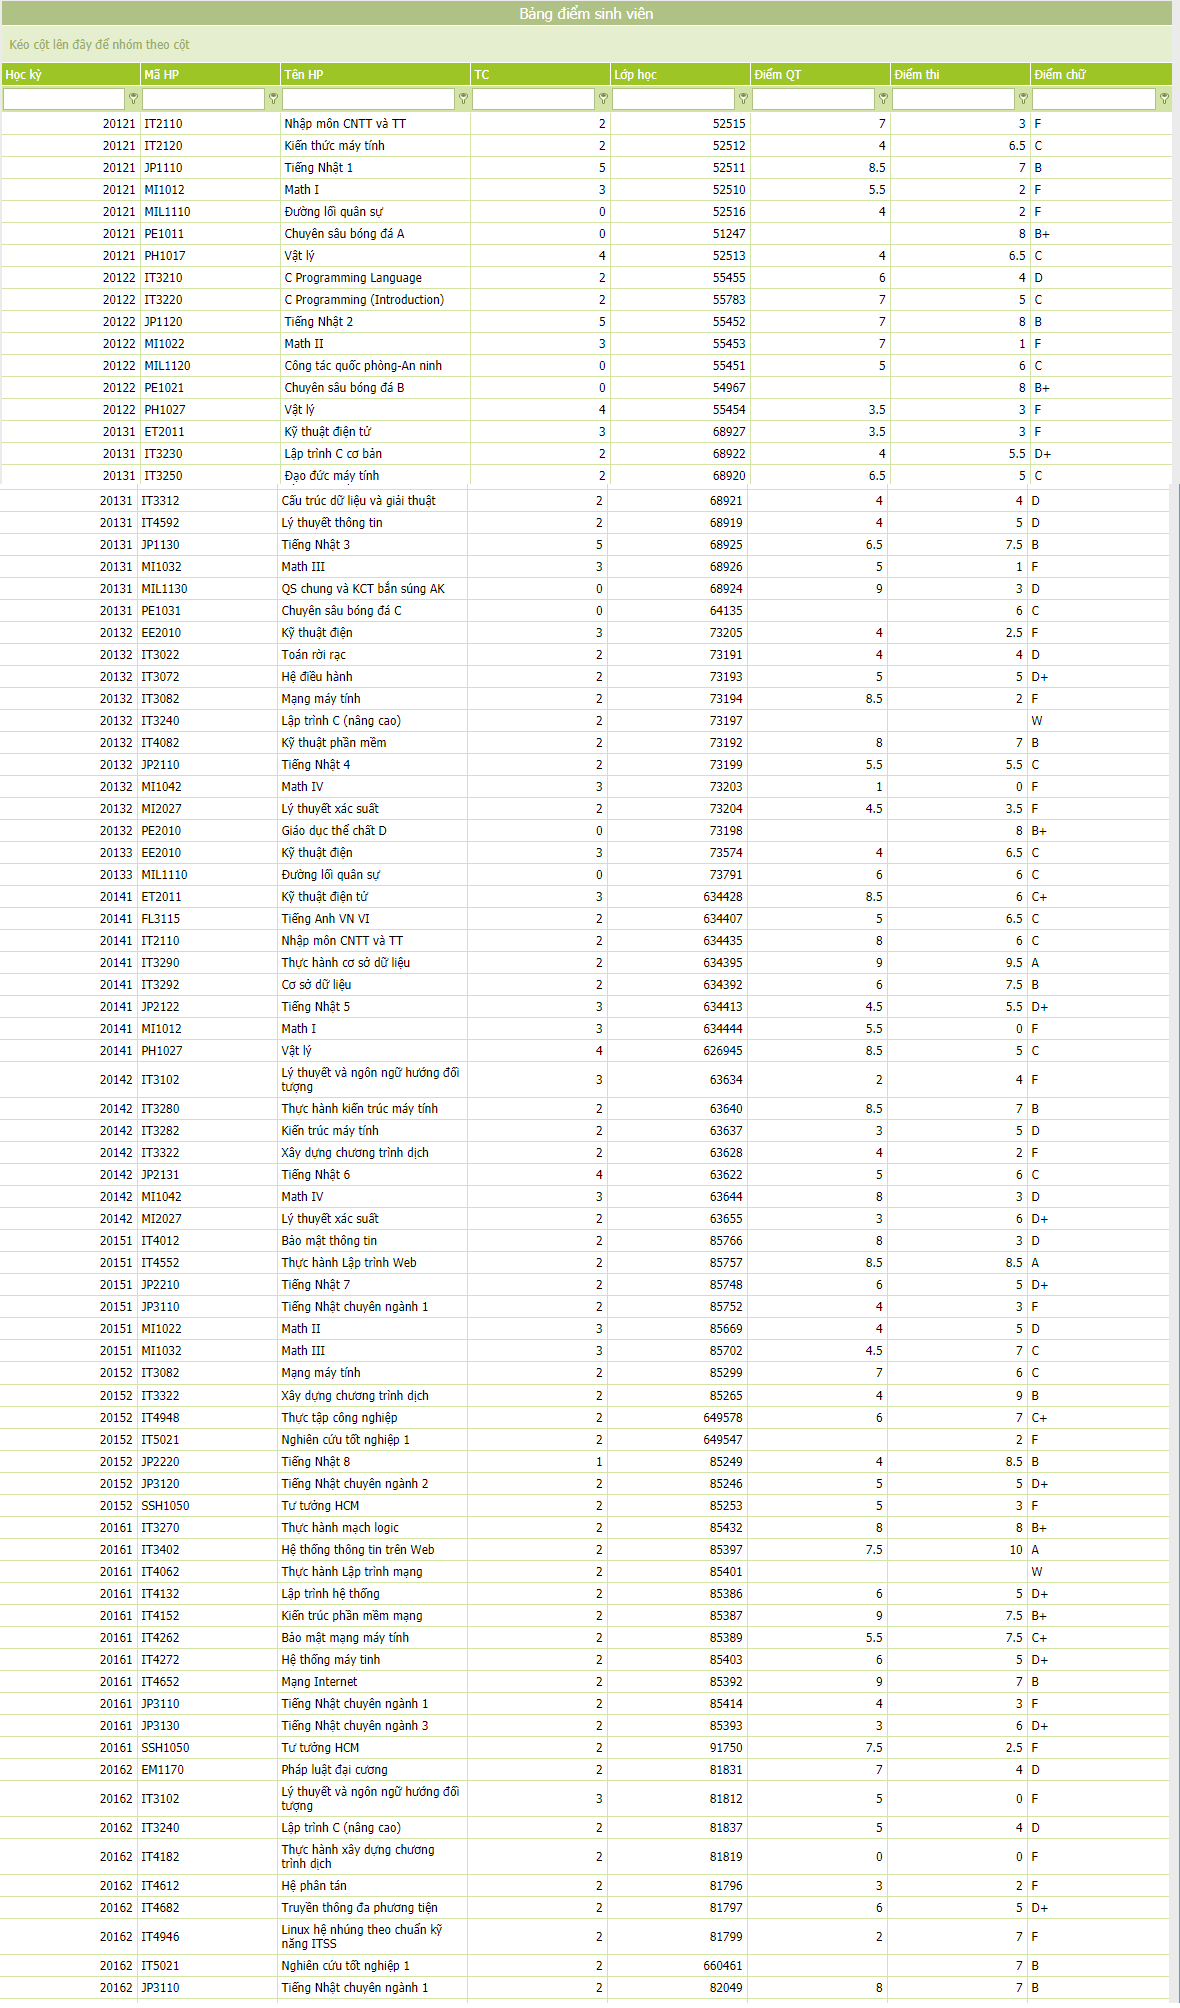 Bảng điểm sinh viên
Kéo cột lên đây để nhóm theo cột
Học kỳ Mã HP Tên HP TC Lớp học Điểm QT Điểm thi Điểm chữ
20121 IT2110 Nhập môn CNTT và TT 2 52515 7 3 F
20121 IT2120 Kiến thức máy tính 2 52512 4 6.5 C
20121 JP1110 Tiếng Nhật 1 5 52511 8.5 7 B
20121 MI1012 Math I 3 52510 5.5 2 F
20121 MIL1110 Đường lối quân sự 0 52516 4 2 F
20121 PE1011 Chuyên sâu bóng đá A 0 51247 8 B+
20121 PH1017 Vật lý 4 52513 4 6.5 C
20122 IT3210 C Programming Language 2 55455 6 4 D
20122 IT3220 C Programming (Introduction) 2 55783 7 5 C
20122 JP1120 Tiếng Nhật 2 5 55452 7 8 B
20122 MI1022 Math II 3 55453 7 1 F
20122 MIL1120 Công tác quốc phòng-An ninh 0 55451 5 6 C
20122 PE1021 Chuyên sâu bóng đá B 0 54967 8 B+
20122 PH1027 Vật lý 4 55454 3.5 3 F
20131 ET2011 Kỹ thuật điện tử 3 68927 3.5 3 F
20131 IT3230 Lập trình C cơ bản 2 68922 4 5.5 D+
20131 IT3250 Đạo đức máy tính 2 68920 6.5 5 C
20131 IT3312 Cấu trúc dữ liệu và giải thuật 2 68921 4 4 D
20131 IT4592 Lý thuyết thông tin 2 68919 4 5 D
20131 JP1130 Tiếng Nhật 3 5 68925 6.5 7.5 B
20131 MI1032 Math III 3 68926 5 1 F
20131 MIL1130 QS chung và KCT bắn súng AK 0 68924 9 3 D
20131 PE1031 Chuyên sâu bóng đá C 0 64135 6 C
20132 EE2010 Kỹ thuật điện 3 73205 4 2.5 F
20132 IT3022 Toán rời rạc 2 73191 4 4 D
20132 IT3072 Hệ điều hành 2 73193 5 5 D+
20132 IT3082 Mạng máy tính 2 73194 8.5 2 F
20132 IT3240 Lập trình C (nâng cao) 2 73197 W
20132 IT4082 Kỹ thuật phần mềm 2 73192 8 7 B
20132 JP2110 Tiếng Nhật 4 2 73199 5.5 5.5 C
20132 MI1042 Math IV 3 73203 1 0 F
20132 MI2027 Lý thuyết xác suất 2 73204 4.5 3.5 F
20132 PE2010 Giáo dục thể chất D 0 73198 8 B+
20133 EE2010 Kỹ thuật điện 3 73574 4 6.5 C
20133 MIL1110 Đường lối quân sự 0 73791 6 6 C
20141 ET2011 Kỹ thuật điện tử 3 634428 8.5 6 C+
20141 FL3115 Tiếng Anh VN VI 2 634407 5 6.5 C
20141 IT2110 Nhập môn CNTT và TT 2 634435 8 6 C
20141 IT3290 Thực hành cơ sở dữ liệu 2 634395 9 9.5 A
20141 IT3292 Cơ sở dữ liệu 2 634392 6 7.5 B
20141 JP2122 Tiếng Nhật 5 3 634413 4.5 5.5 D+
20141 MI1012 Math I 3 634444 5.5 0 F
20141 PH1027 Vật lý 4 626945 8.5 5 C
20142 IT3102 Lý thuyết và ngôn ngữ hướng đối
tượng 3 63634 2 4 F
20142 IT3280 Thực hành kiến trúc máy tính 2 63640 8.5 7 B
20142 IT3282 Kiến trúc máy tính 2 63637 3 5 D
20142 IT3322 Xây dựng chương trình dịch 2 63628 4 2 F
20142 JP2131 Tiếng Nhật 6 4 63622 5 6 C
20142 MI1042 Math IV 3 63644 8 3 D
20142 MI2027 Lý thuyết xác suất 2 63655 3 6 D+
20151 IT4012 Bảo mật thông tin 2 85766 8 3 D
20151 IT4552 Thực hành Lập trình Web 2 85757 8.5 8.5 A
20151 JP2210 Tiếng Nhật 7 2 85748 6 5 D+
20151 JP3110 Tiếng Nhật chuyên ngành 1 2 85752 4 3 F
20151 MI1022 Math II 3 85669 4 5 D
20151 MI1032 Math III 3 85702 4.5 7 C
20152 IT3082 Mạng máy tính 2 85299 7 6 C
20152 IT3322 Xây dựng chương trình dịch 2 85265 4 9 B
20152 IT4948 Thực tập công nghiệp 2 649578 6 7 C+
20152 IT5021 Nghiên cứu tốt nghiệp 1 2 649547 2 F
20152 JP2220 Tiếng Nhật 8 1 85249 4 8.5 B
20152 JP3120 Tiếng Nhật chuyên ngành 2 2 85246 5 5 D+
20152 SSH1050 Tư tưởng HCM 2 85253 5 3 F
20161 IT3270 Thực hành mạch logic 2 85432 8 8 B+
20161 IT3402 Hệ thống thông tin trên Web 2 85397 7.5 10 A
20161 IT4062 Thực hành Lập trình mạng 2 85401 W
20161 IT4132 Lập trình hệ thống 2 85386 6 5 D+
20161 IT4152 Kiến trúc phần mềm mạng 2 85387 9 7.5 B+
20161 IT4262 Bảo mật mạng máy tính 2 85389 5.5 7.5 C+
20161 IT4272 Hệ thống máy tinh 2 85403 6 5 D+
20161 IT4652 Mạng Internet 2 85392 9 7 B
20161 JP3110 Tiếng Nhật chuyên ngành 1 2 85414 4 3 F
20161 JP3130 Tiếng Nhật chuyên ngành 3 2 85393 3 6 D+
20161 SSH1050 Tư tưởng HCM 2 91750 7.5 2.5 F
20162 EM1170 Pháp luật đại cương 2 81831 7 4 D
20162 IT3102 Lý thuyết và ngôn ngữ hướng đối
tượng 3 81812 5 0 F
20162 IT3240 Lập trình C (nâng cao) 2 81837 5 4 D
20162 IT4182 Thực hành xây dựng chương
trình dịch 2 81819 0 0 F
20162 IT4612 Hệ phân tán 2 81796 3 2 F
20162 IT4682 Truyền thông đa phương tiện 2 81797 6 5 D+
20162 IT4946 Linux hệ nhúng theo chuẩn kỹ
năng ITSS 2 81799 2 7 F
20162 IT5021 Nghiên cứu tốt nghiệp 1 2 660461 7 B
20162 JP3110 Tiếng Nhật chuyên ngành 1 2 82049 8 7 B